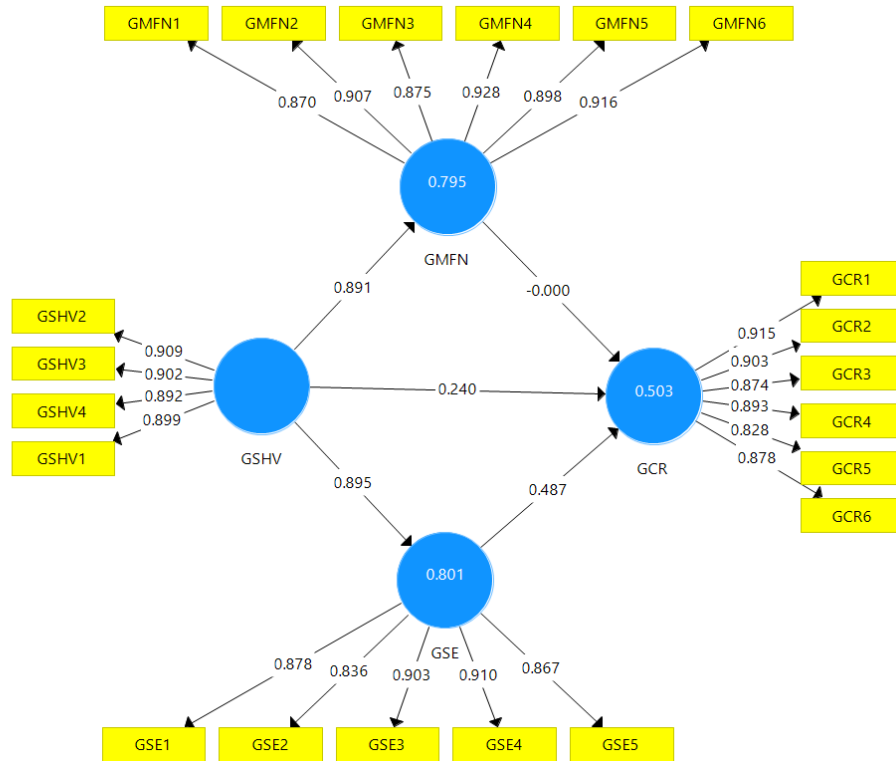 GMFN1 GMFN2 GMFN3 GMFN4 GMFN5 GMFN6
0.870 0.907 0.875 0.928 0.898 0.916
0.795
GMFN
0.891
-0.000
GSHV2
GSHV3
GSHV4
GSHV1
0.909
0.902
0.892
0.899
GSHV
0.240
0.503
GCR
0.915
0.903
0.874
0.893
0.828
0.878
GCR1
GCR2
GCR3
GCR4
GCR5
GCR6
0.895
0.487
0.801
GSE
0.878 0.836 0.903 0.910 0.867
GSE1 GSE2 GSE3 GSE4 GSE5